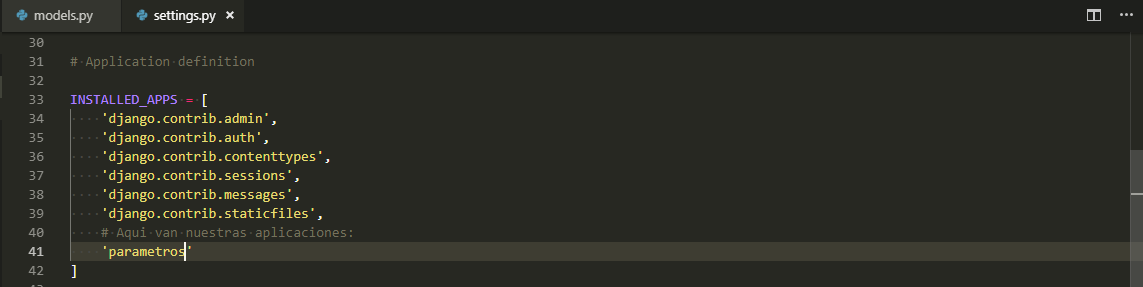 models.py settings.py ×
30
31 # Application definition
32
33 INSTALLED_APPS = [
34     'django.contrib.admin',
35     'django.contrib.auth',
36     'django.contrib.contenttypes',
37     'django.contrib.sessions',
38     'django.contrib.messages',
39     'django.contrib.staticfiles',
40     # Aqui van nuestras aplicaciones:
41     'parametros'
42 ]